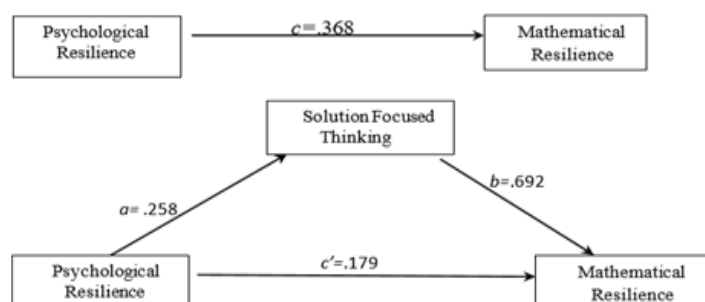 Psychological
Resilience
c=.368
Mathematical
Resilience
Solution Focused
Thinking
a= .258
b=.692
Psychological
Resilience
c'=.179
Mathematical
Resilience